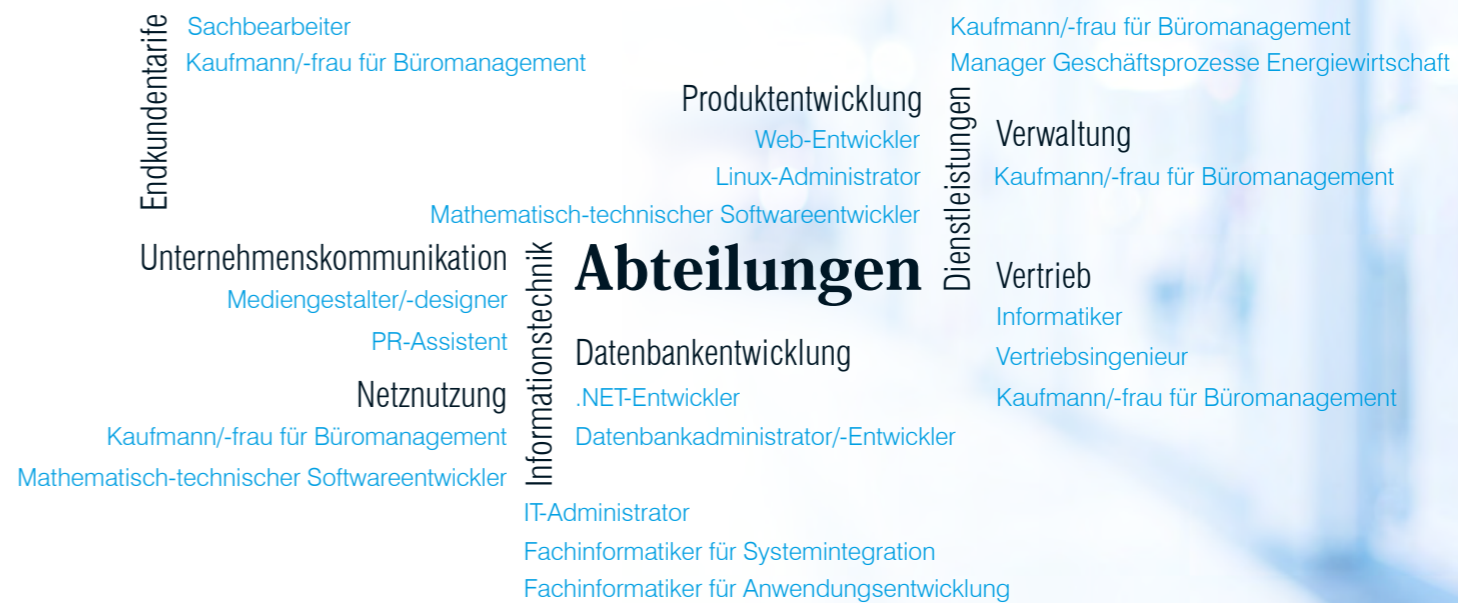 Endkundentarife
Sachbearbeiter
Kaufmann/-frau für Büromanagement
Kaufmann/-frau für Büromanagement
Manager Geschäftsprozesse Energiewirtschaft
Dienstleistungen
Produktentwicklung
Web-Entwickler
Linux-Administrator
Mathematisch-technischer Softwareentwickler
Verwaltung
Kaufmann/-frau für Büromanagement
Unternehmenskommunikation
Mediengestalter/-designer
PR-Assistent
Abteilungen
Vertrieb
Informatiker
Vertriebsingenieur
Kaufmann/-frau für Büromanagement
Netznutzung
Kaufmann/-frau für Büromanagement
Mathematisch-technischer Softwareentwickler
Datenbankentwicklung
.NET-Entwickler
Datenbankadministrator/-Entwickler
Informationstechnik
IT-Administrator
Fachinformatiker für Systemintegration
Fachinformatiker für Anwendungsentwicklung